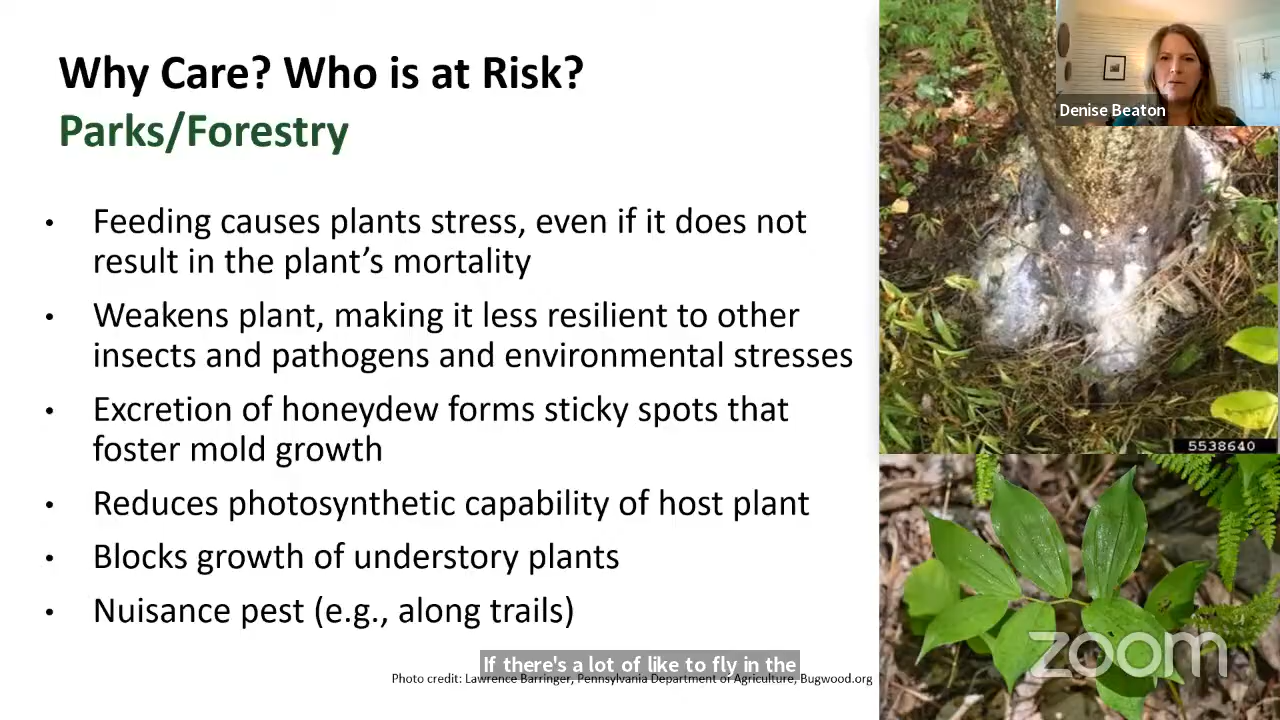 Why Care? Who is at Risk?
Parks/Forestry
• Feeding causes plants stress, even if it does not
result in the plant’s mortality
• Weakens plant, making it less resilient to other
insects and pathogens and environmental stresses
• Excretion of honeydew forms sticky spots that
foster mold growth
• Reduces photosynthetic capability of host plant
• Blocks growth of understory plants
• Nuisance pest (e.g., along trails)
If there's a lot of like to fly in the
Photo credit: Lawrence Barringer, Pennsylvania Department of Agriculture, Bugwood.org
Denise Beaton
5538640
zoom